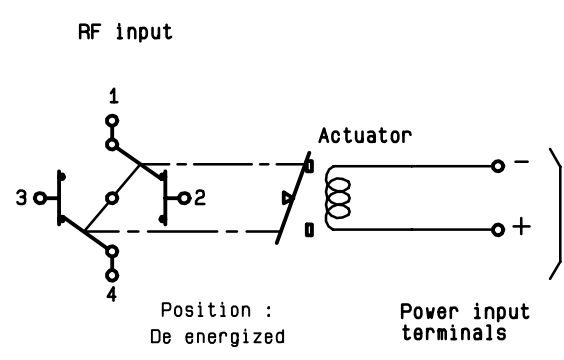 RF input
1
Actuator
−
3
2
+
4
Position :
De energized
Power input
terminals